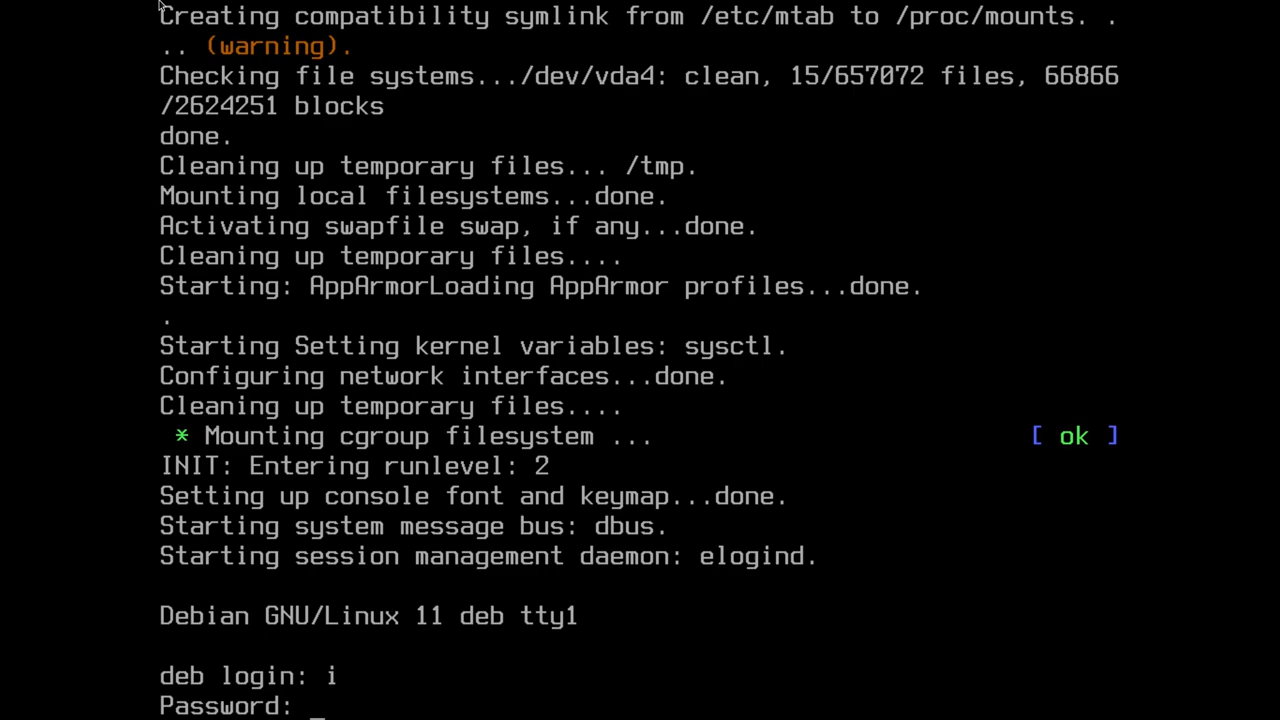 Creating compatibility symlink from /etc/mtab to /proc/mounts. .
.. (warning).
Checking file systems.../dev/vda4: clean, 15/657072 files, 66866
/2624251 blocks
done.
Cleaning up temporary files... /tmp.
Mounting local filesystems...done.
Activating swapfile swap, if any...done.
Cleaning up temporary files....
Starting: AppArmorLoading AppArmor profiles...done.
.
Starting Setting kernel variables: sysctl.
Configuring network interfaces...done.
Cleaning up temporary files....
 * Mounting cgroup filesystem ... [ ok ]
INIT: Entering runlevel: 2
Setting up console font and keymap...done.
Starting system message bus: dbus.
Starting session management daemon: elogind.
Debian GNU/Linux 11 deb tty1
deb login: i
Password: _